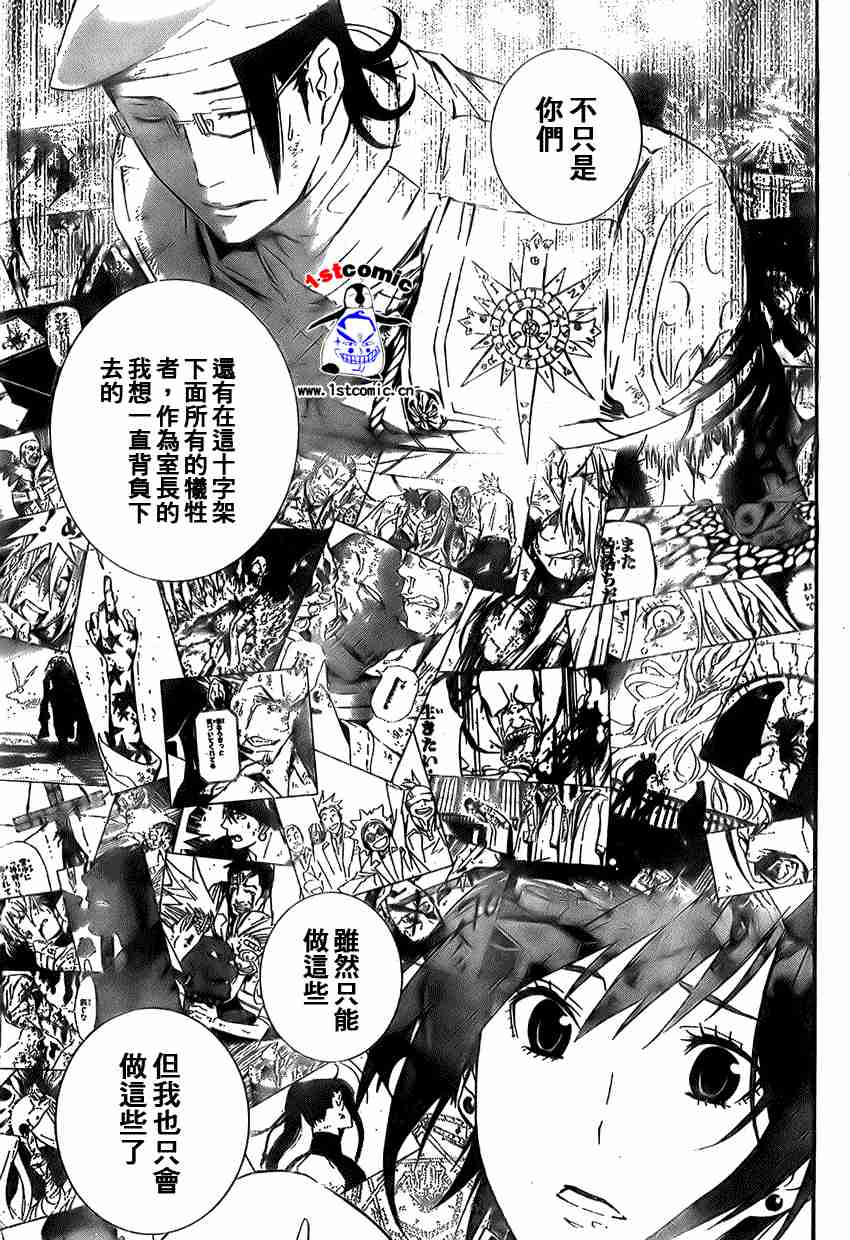 不只是
你們
還有在這十字架
下面所有的犧牲
者，作為室長的
我想一直背負下
去的
1-stcomic
www.1stcomic.cn
また
生きたい
雖然只能
做這些
但我也只會
做這些了